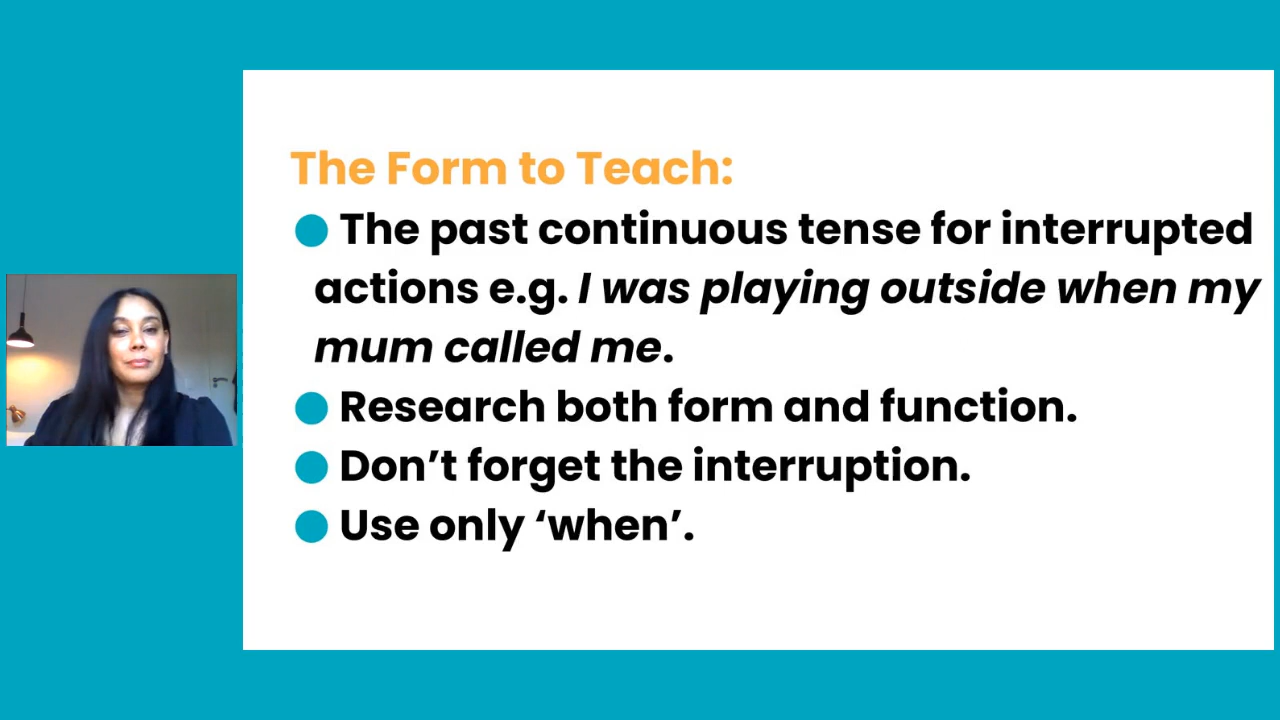 The Form to Teach:
The past continuous tense for interrupted
actions e.g. I was playing outside when my
mum called me.
Research both form and function.
Don’t forget the interruption.
Use only ‘when’.